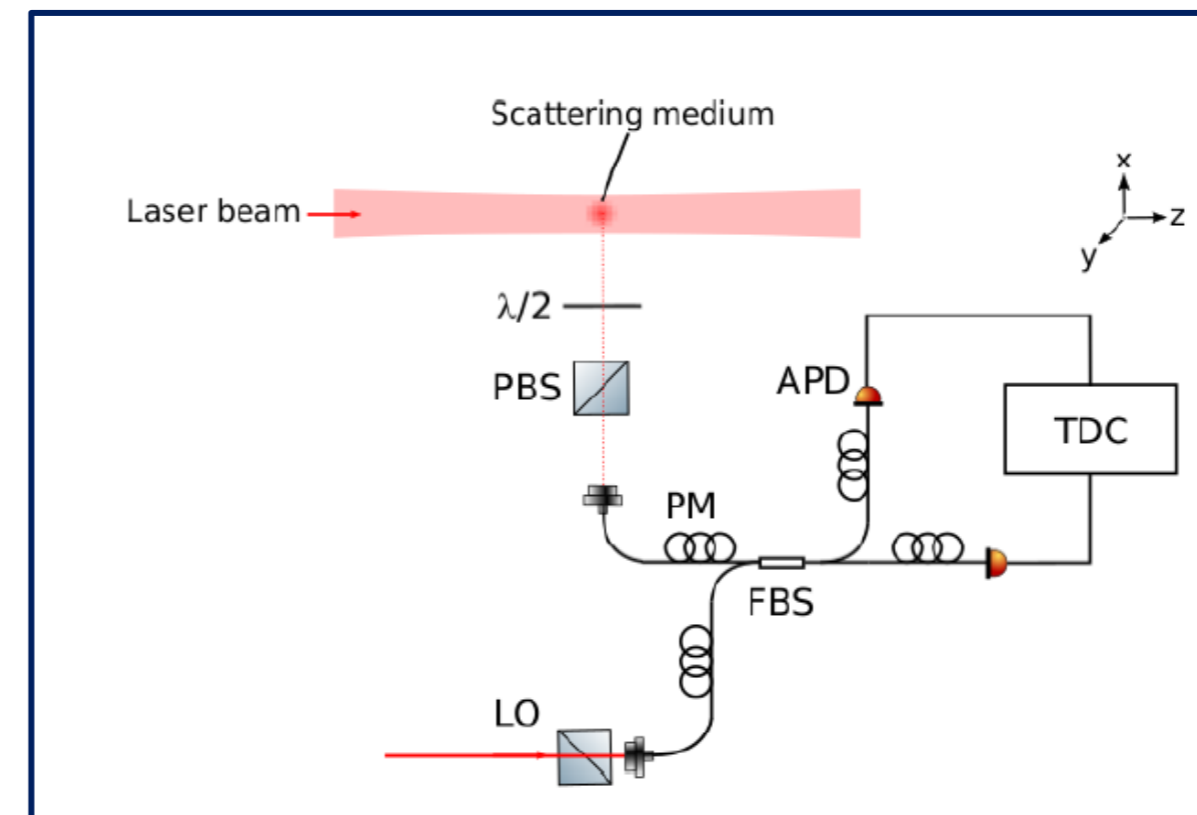 Scattering medium
Laser beam
x
z
y
λ/2
PBS
APD
TDC
PM
FBS
LO